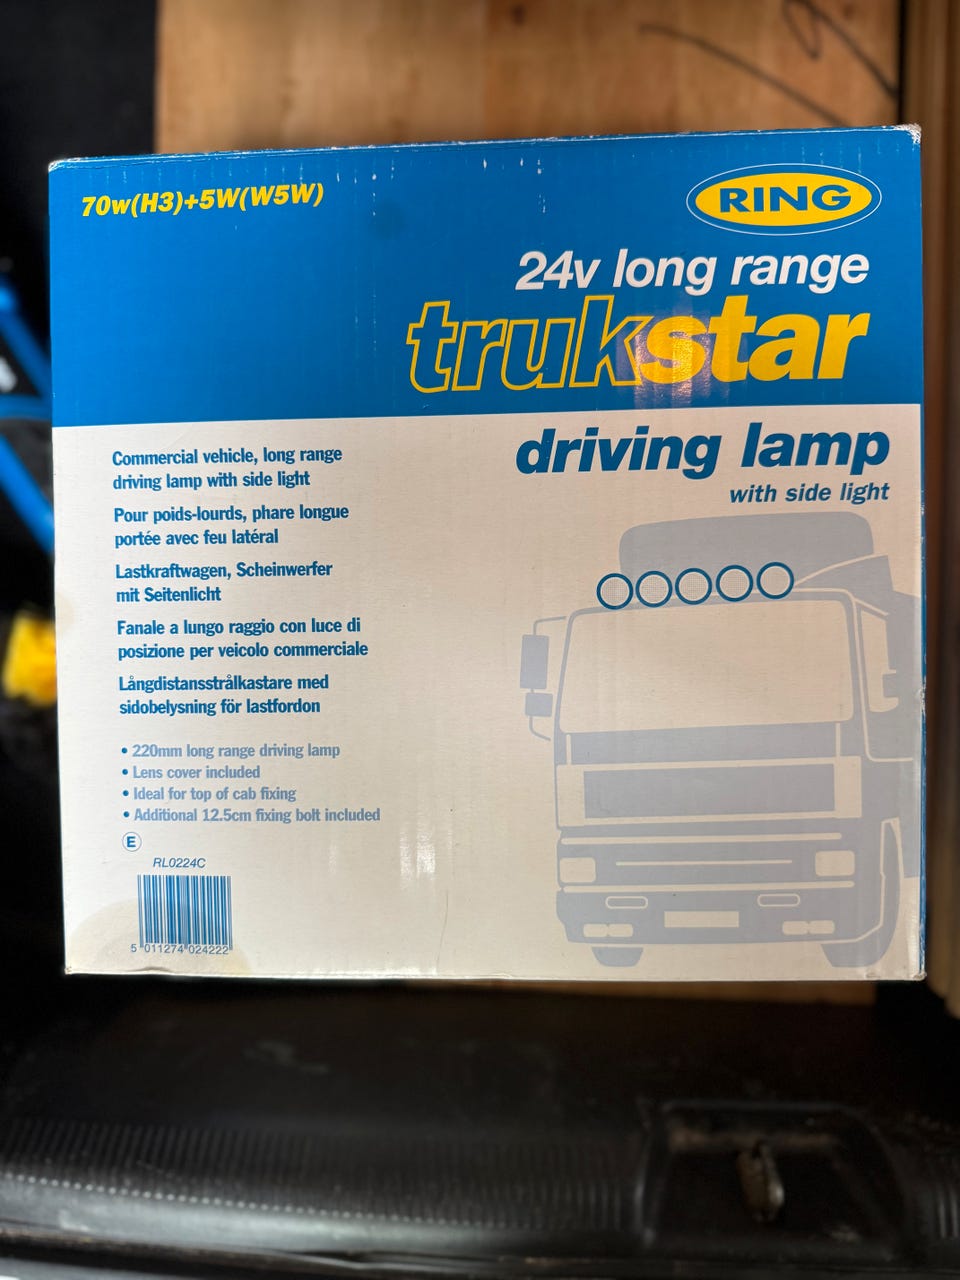 70w(H3)+5W(W5W)
RING
24v long range
trukstar
driving lamp
with side light
Commercial vehicle, long range
driving lamp with side light
Pour poids-lourds, phare longue
portée avec feu latéral
Lastkraftwagen, Scheinwerfer
mit Seitenlicht
Fanale a lungo raggio con luce di
posizione per veicolo commerciale
Långdistansstrålkastare med
sidobelysning för lastfordon
• 220mm long range driving lamp
• Lens cover included
• Ideal for top of cab fixing
• Additional 12.5cm fixing bolt included
E
RL0224C
5 011274 024222